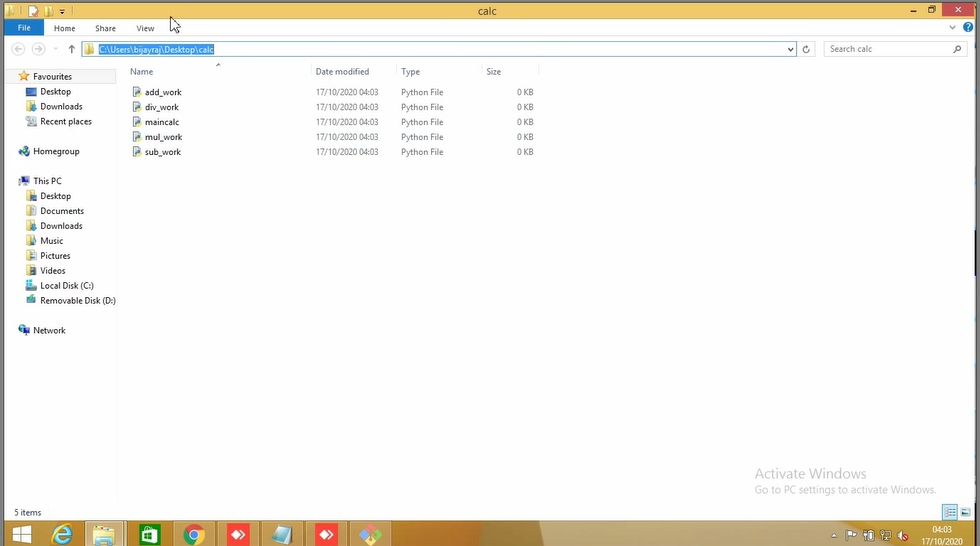 calc
File Home Share View
C:\Users\bijayraj\Desktop\calc
Search calc
Favourites
Desktop
Downloads
Recent places
Homegroup
This PC
Desktop
Documents
Downloads
Music
Pictures
Videos
Local Disk (C:)
Removable Disk (D:)
Network
Name Date modified Type Size
add_work 17/10/2020 04:03 Python File 0 KB
div_work 17/10/2020 04:03 Python File 0 KB
maincalc 17/10/2020 04:03 Python File 0 KB
mul_work 17/10/2020 04:03 Python File 0 KB
sub_work 17/10/2020 04:03 Python File 0 KB
Activate Windows
Go to PC settings to activate Windows.
5 items
04:03
17/10/2020